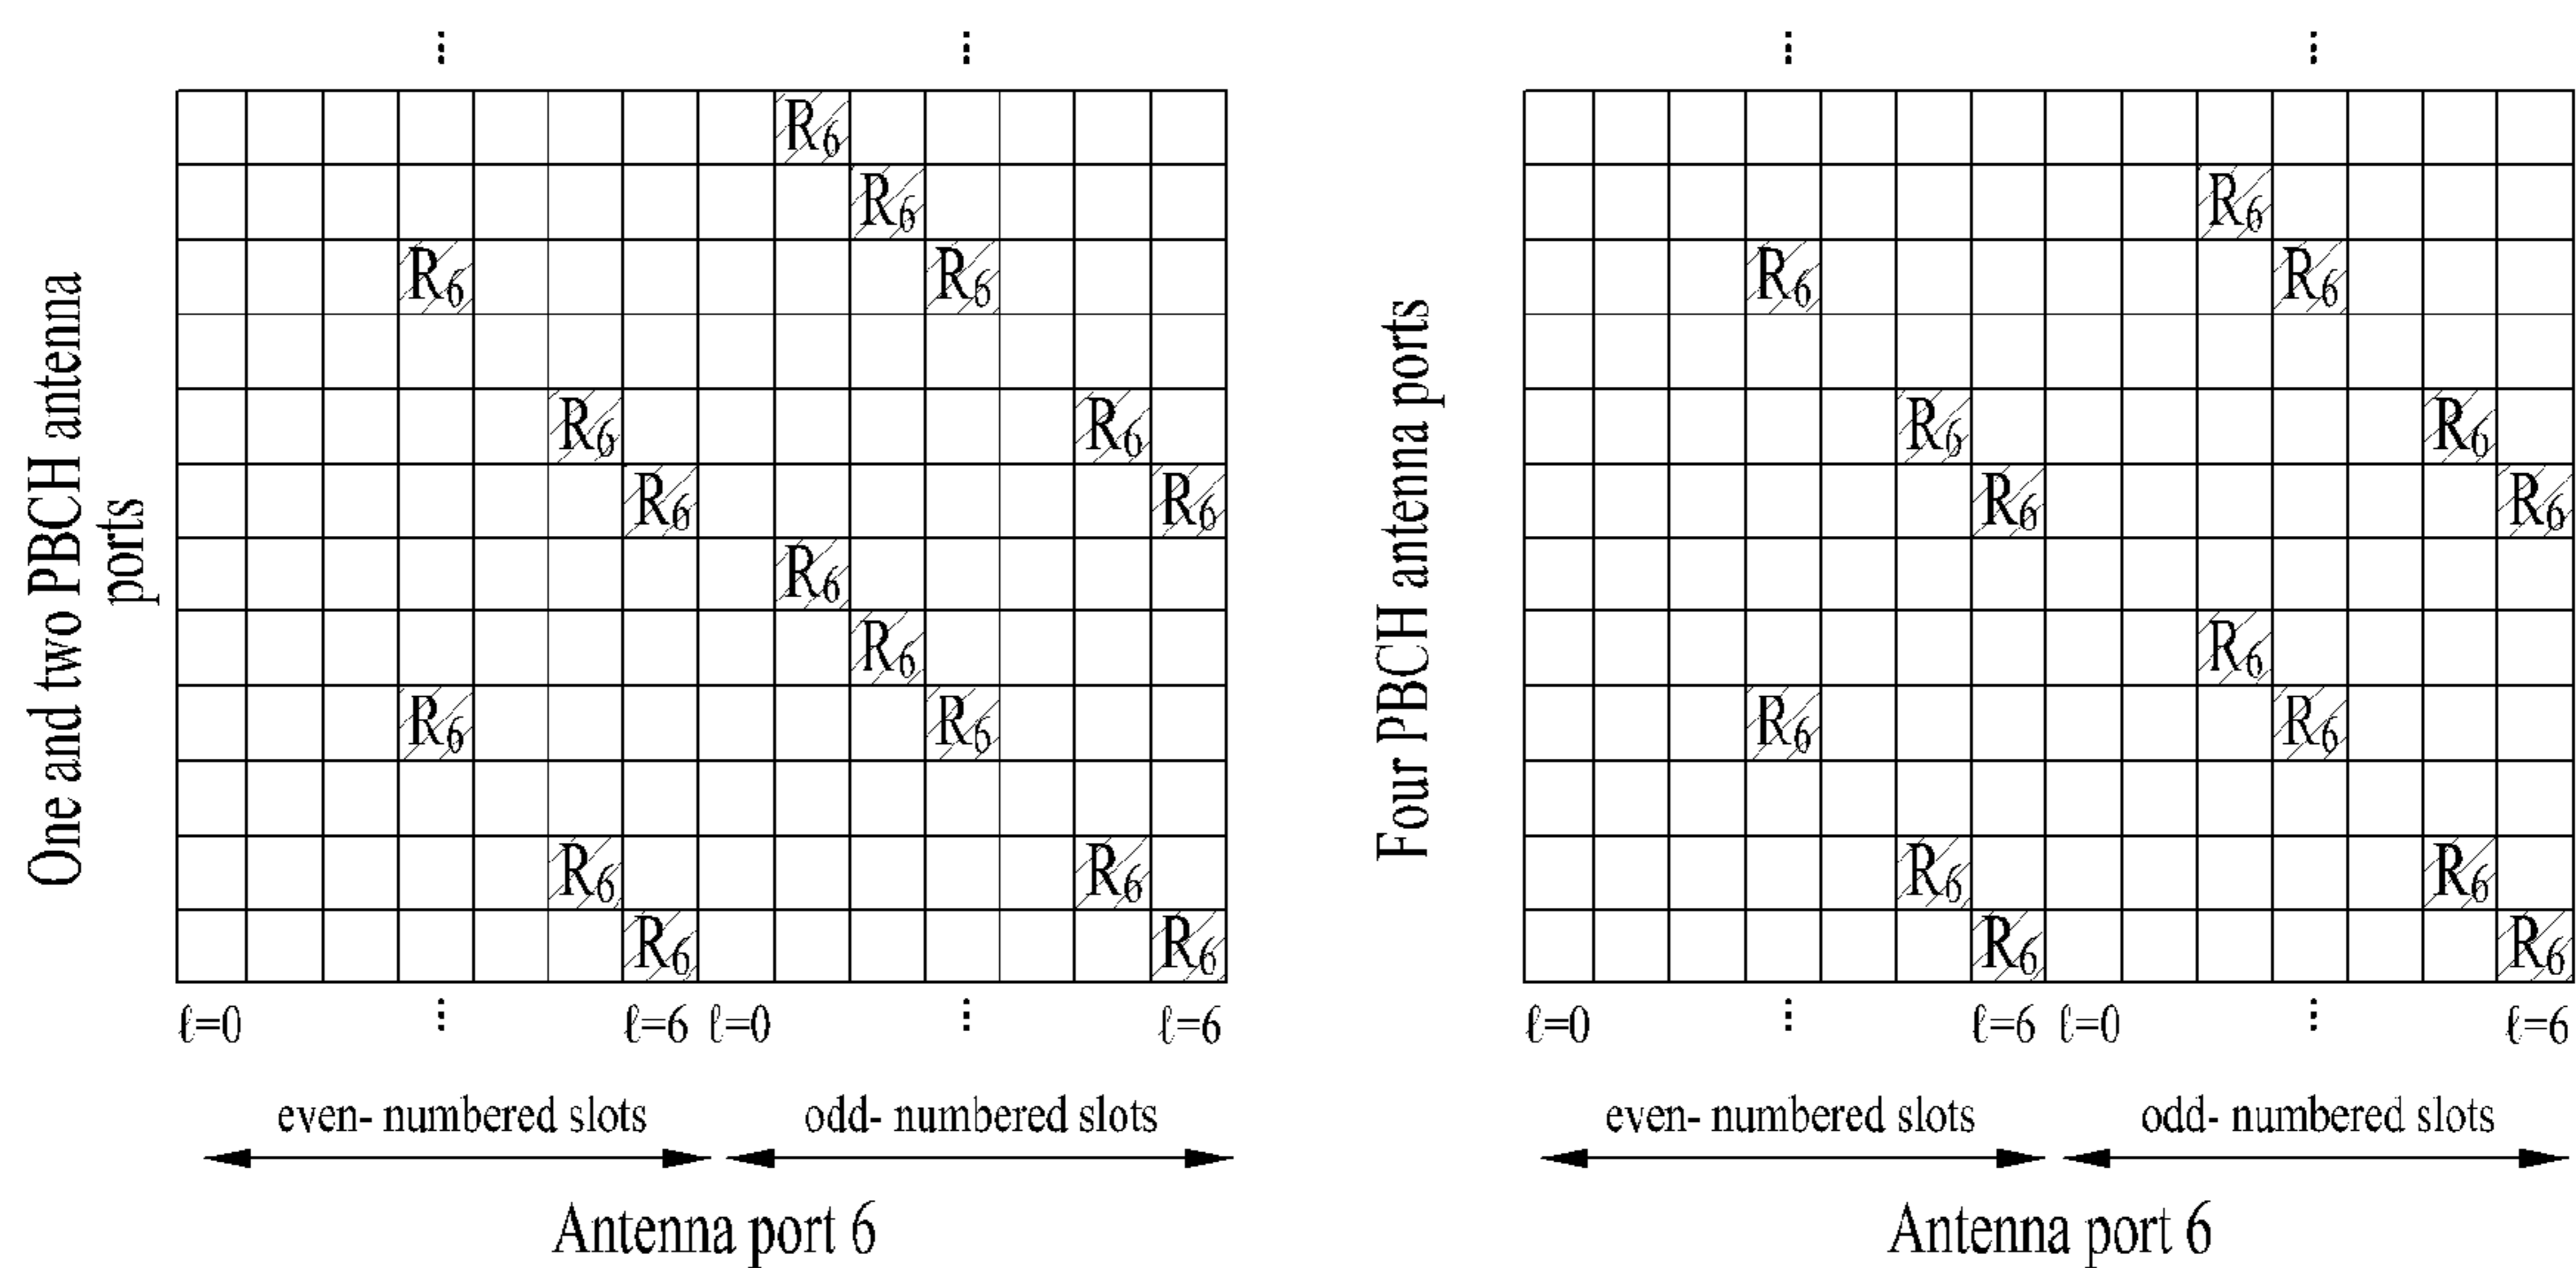 One and two PBCH antenna
ports
R6
R6
R6 R6
R6 R6
R6 R6
R6
R6
R6 R6
R6 R6
R6 R6
ℓ=0 ℓ=6 ℓ=0 ℓ=6
even- numbered slots odd- numbered slots
Antenna port 6
Four PBCH antenna ports
R6
R6 R6
R6 R6
R6 R6
R6
R6 R6
R6 R6
R6 R6
ℓ=0 ℓ=6 ℓ=0 ℓ=6
even- numbered slots odd- numbered slots
Antenna port 6